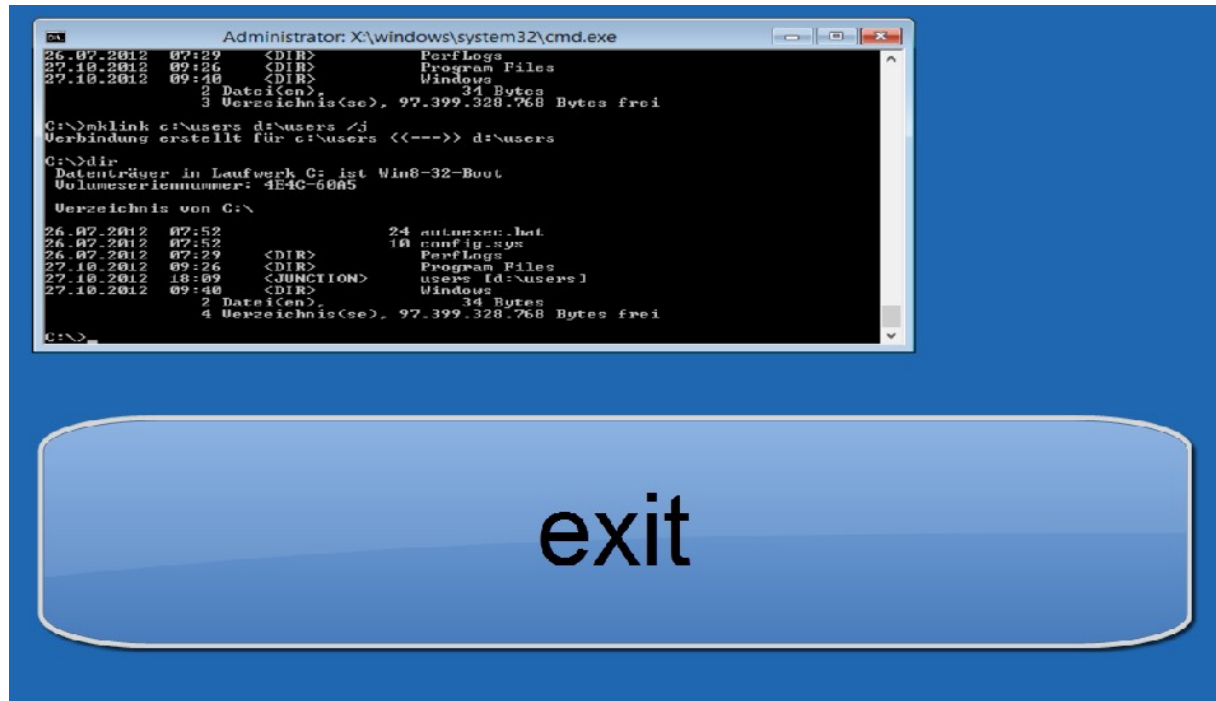 Administrator: X:\windows\system32\cmd.exe
26.07.2012 07:29 <DIR> PerfLogs
27.10.2012 09:26 <DIR> Program Files
27.10.2012 09:40 <DIR> Windows
2 Datei(en), 34 Bytes
3 Verzeichnis(se), 97.399.328.768 Bytes frei
C:\>mklink c:\users d:\users /j
Verbindung erstellt für c:\users <<--->> d:\users
C:\>dir
Datenträger in Laufwerk C: ist Win8-32-Boot
Volumeseriennummer: 4E4C-60A5
Verzeichnis von C:\
26.07.2012 07:52 24 autoexec.bat
26.07.2012 07:52 10 config.sys
26.07.2012 07:29 <DIR> PerfLogs
27.10.2012 09:26 <DIR> Program Files
27.10.2012 18:09 <JUNCTION> users [d:\users]
27.10.2012 09:40 <DIR> Windows
2 Datei(en), 34 Bytes
4 Verzeichnis(se), 97.399.328.768 Bytes frei
C:\>_
exit